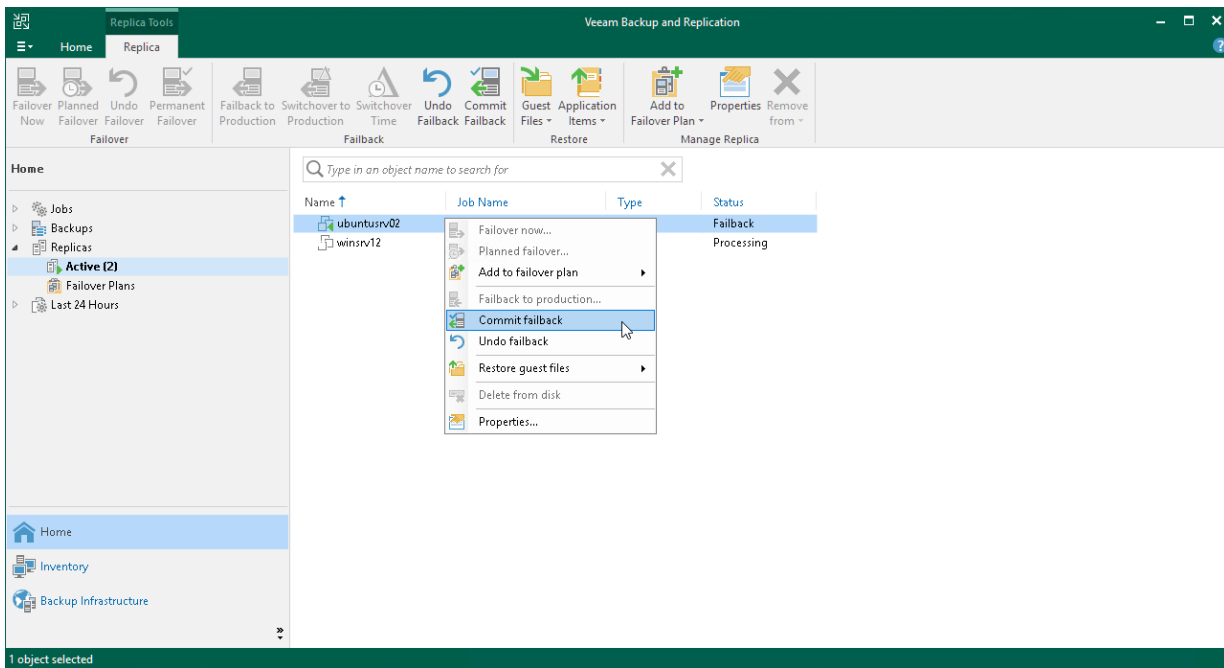 Replica Tools
Veeam Backup and Replication
Home Replica
Failover Planned Undo Permanent Failback to Switchover to Switchover Undo Commit Guest Application Add to Properties Remove
Now Failover Failover Failover Production Production Time Failback Failback Files Items Failover Plan from
Failover Failback Restore Manage Replica
Home
Type in an object name to search for
Name Job Name Type Status
Jobs
Backups
Replicas
Active (2)
Failover Plans
Last 24 Hours
ubuntusrv02 Failback
winsrv12 Processing
Failover now...
Planned failover...
Add to failover plan
Failback to production...
Commit failback
Undo failback
Restore guest files
Delete from disk
Properties...
Home
Inventory
Backup Infrastructure
1 object selected